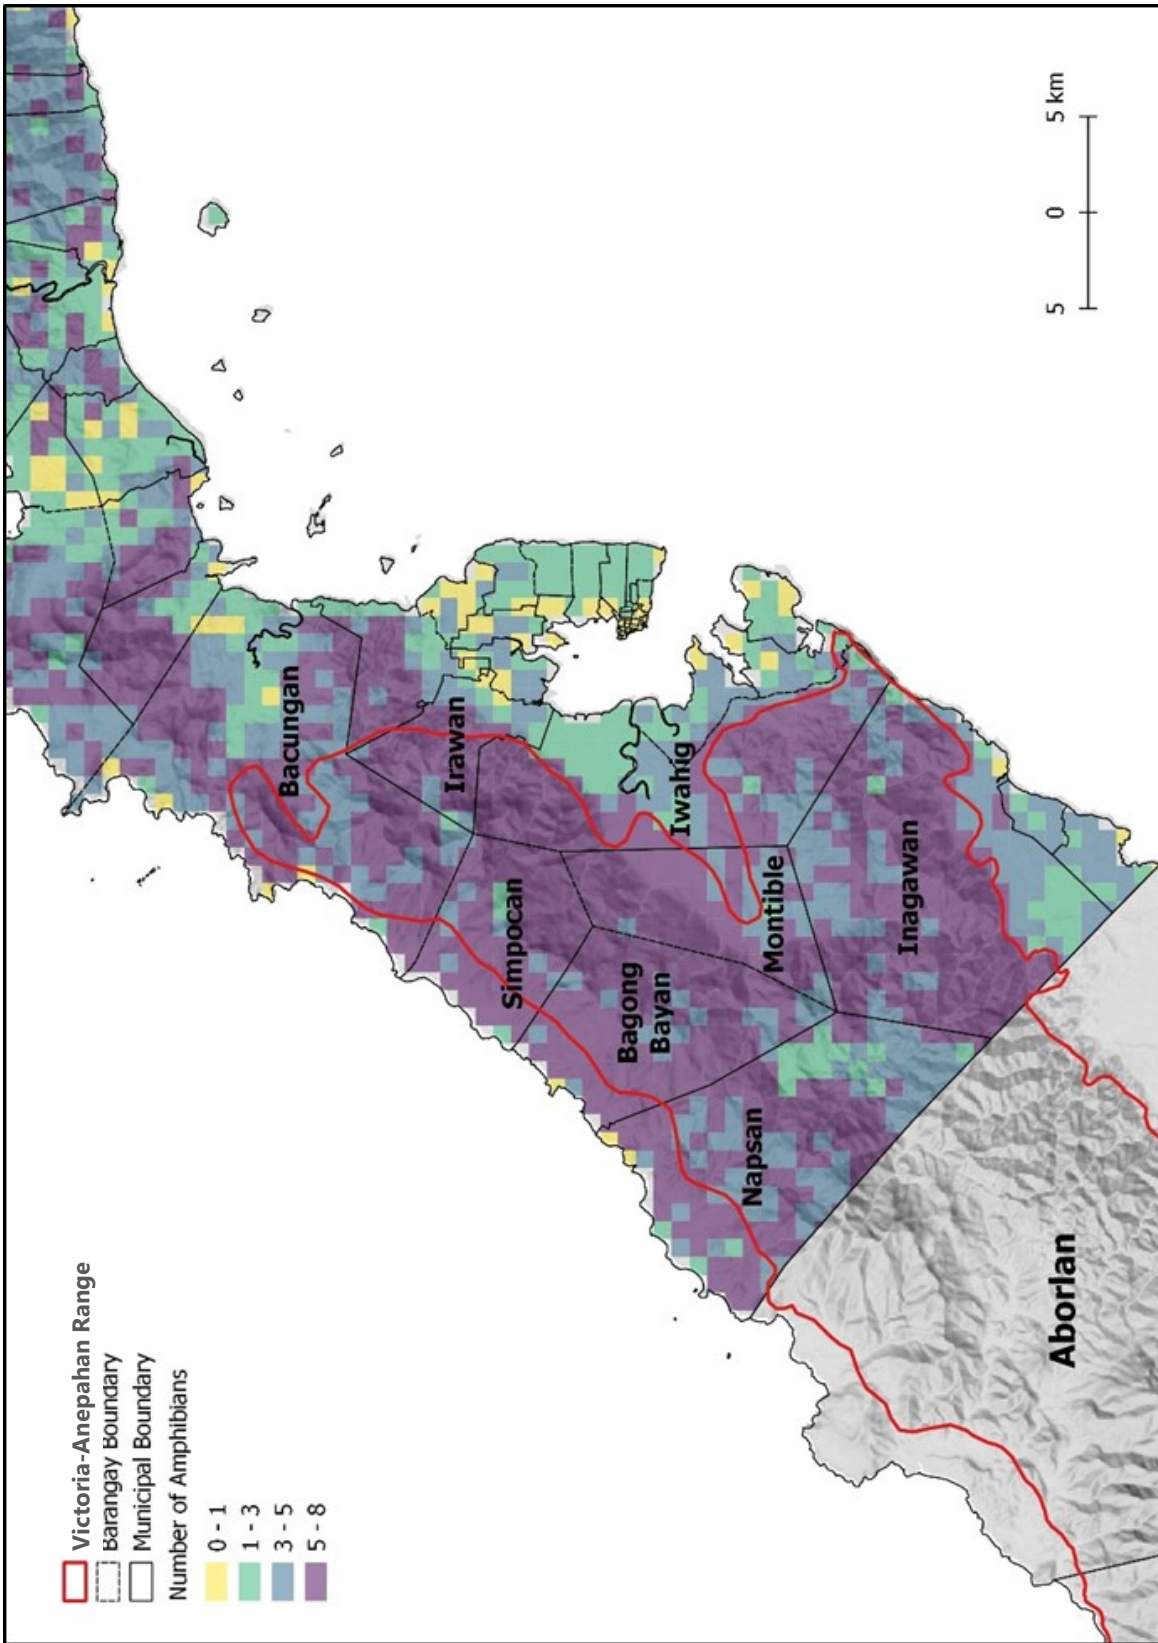 Victoria-Anepahan Range
Barangay Boundary
Municipal Boundary
Number of Amphibians
0 - 1
1 - 3
3 - 5
5 - 8
Bacungan
Irawan
Simpocan
Iwahig
Montible
Bagong
Bayan
Napsan
Inagawan
Aborlan
5 0 5 km